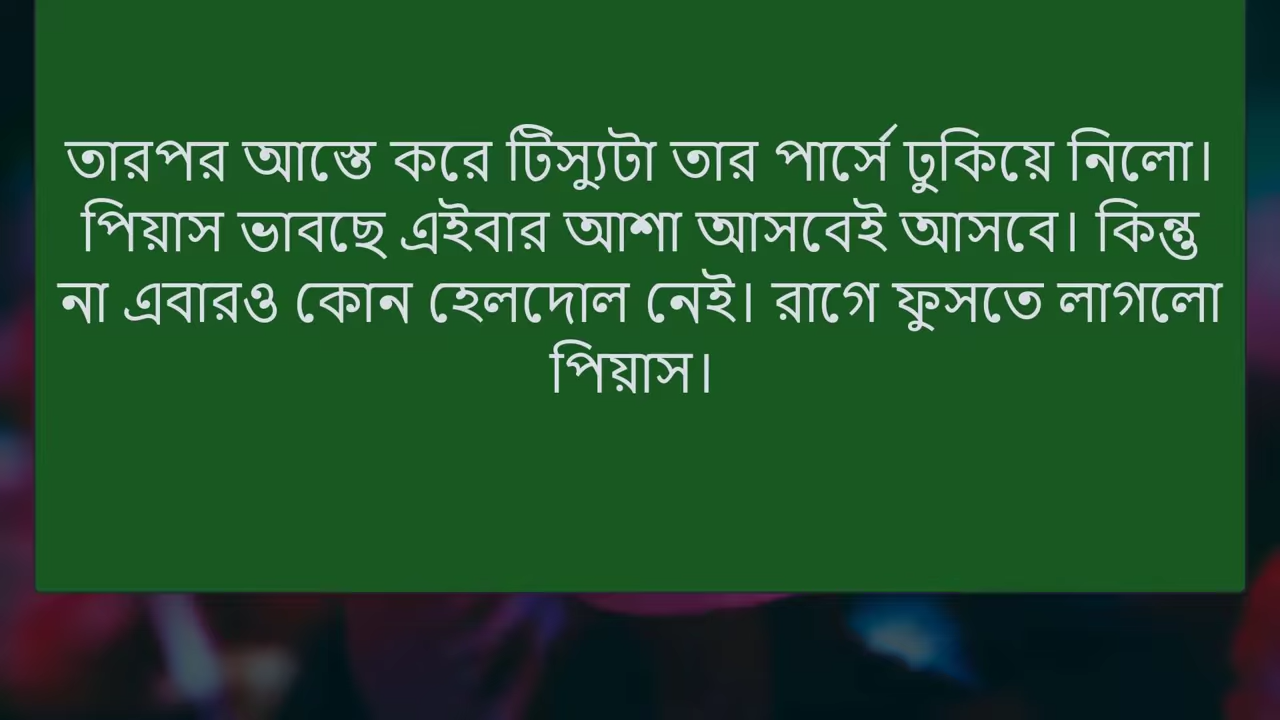 তারপর আস্তে করে টিস্যুটা তার পার্সে ঢুকিয়ে নিলো।
পিয়াস ভাবছে এইবার আশা আসবেই আসবে। কিন্তু
না এবারও কোন হেলদোল নেই। রাগে ফুসতে লাগলো
পিয়াস।